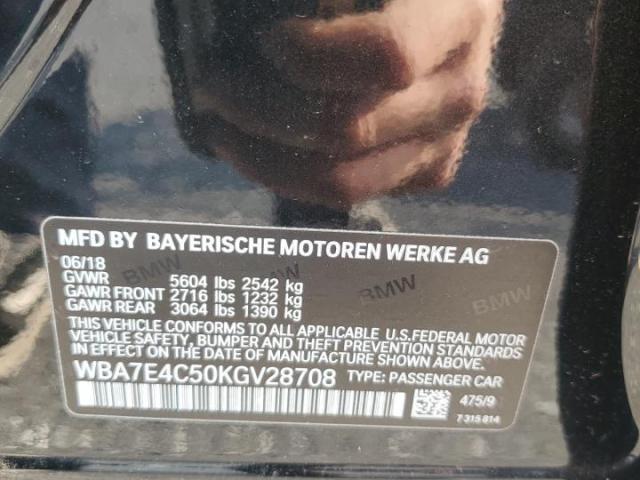 MFD BY BAYERISCHE MOTOREN WERKE AG
06/18
GVWR 5604 lbs 2542 kg
GAWR FRONT 2716 lbs 1232 kg
GAWR REAR 3064 lbs 1390 kg
THIS VEHICLE CONFORMS TO ALL APPLICABLE U.S.FEDERAL MOTOR
VEHICLE SAFETY, BUMPER AND THEFT PREVENTION STANDARDS
IN EFFECT ON THE DATE OF MANUFACTURE SHOWN ABOVE.
WBA7E4C50KGV28708 TYPE: PASSENGER CAR
475/9
7 315 814
BMW
BMW
BMW